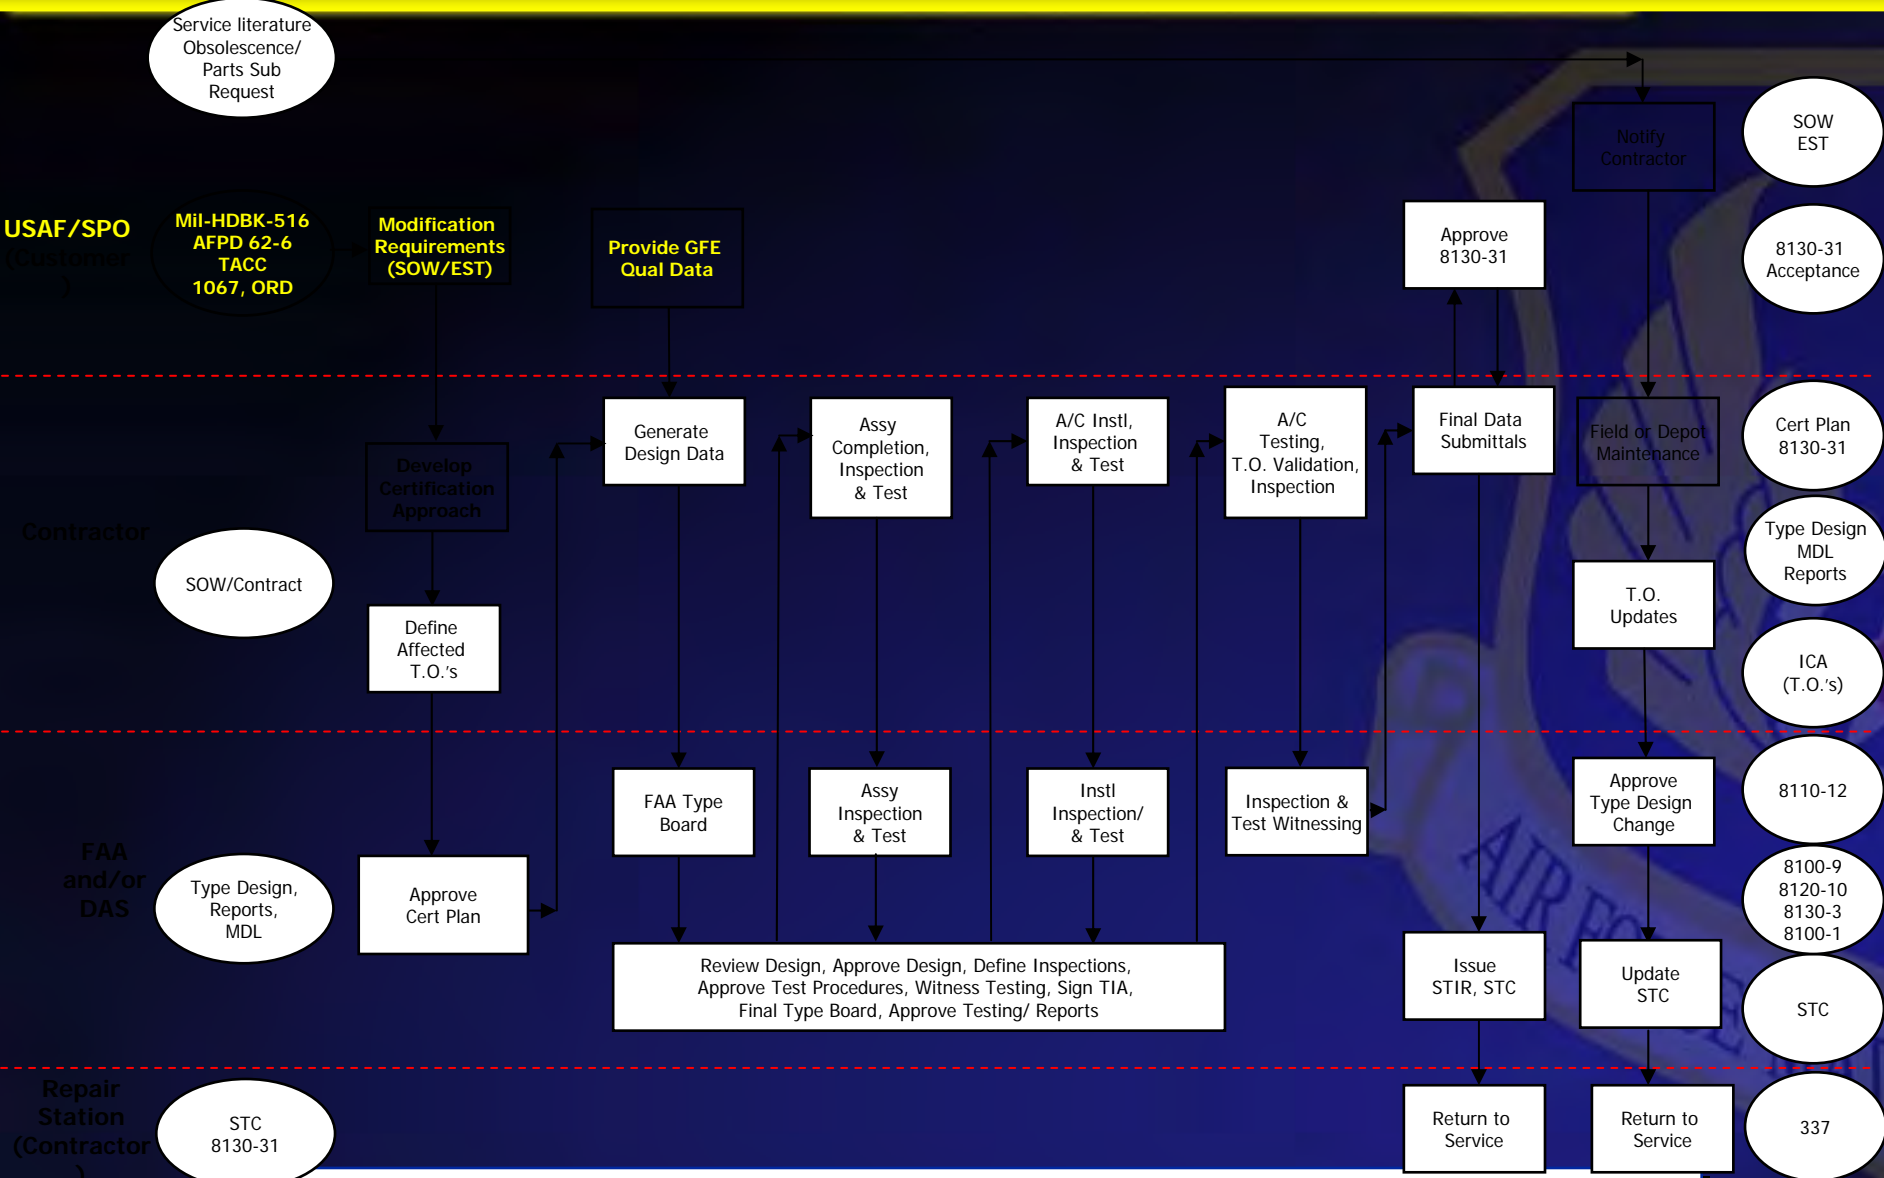 Service literature
Obsolescence/
Parts Sub
Request
Notify
Contractor
SOW
EST
USAF/SPO
(Customer
)
Mil-HDBK-516
AFPD 62-6
TACC
1067, ORD
Modification
Requirements
(SOW/EST)
Provide GFE
Qual Data
Approve
8130-31
8130-31
Acceptance
Contractor
SOW/Contract
Develop
Certification
Approach
Define
Affected
T.O.'s
Generate
Design Data
Assy
Completion,
Inspection
& Test
A/C Instl,
Inspection
& Test
A/C
Testing,
T.O. Validation,
Inspection
Final Data
Submittals
Field or Depot
Maintenance
T.O.
Updates
Cert Plan
8130-31
Type Design
MDL
Reports
ICA
(T.O.'s)
FAA
and/or
DAS
Type Design,
Reports,
MDL
Approve
Cert Plan
FAA Type
Board
Assy
Inspection
& Test
Instl
Inspection/
& Test
Inspection &
Test Witnessing
Approve
Type Design
Change
8110-12
8100-9
8120-10
8130-3
8100-1
Review Design, Approve Design, Define Inspections,
Approve Test Procedures, Witness Testing, Sign TIA,
Final Type Board, Approve Testing/ Reports
Issue
STIR, STC
Update
STC
STC
AIR FORCE
Repair
Station
(Contractor
)
STC
8130-31
Return to
Service
Return to
Service
337